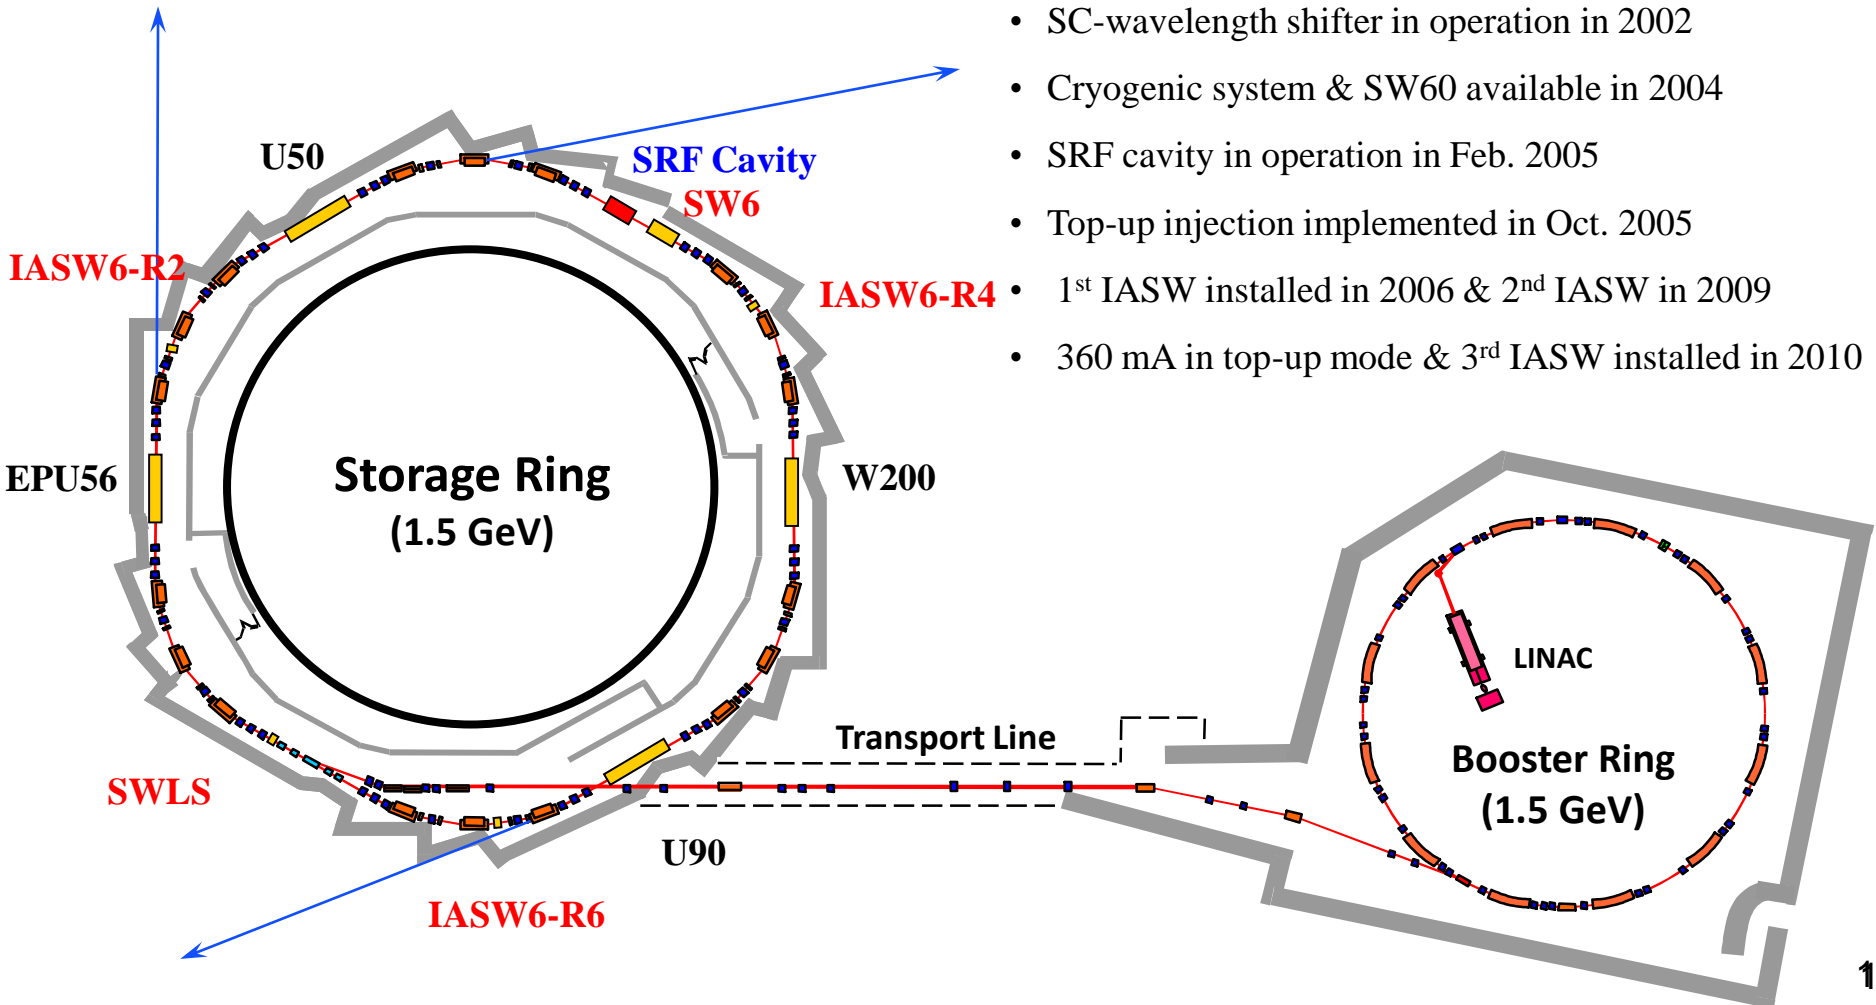 • SC-wavelength shifter in operation in 2002
• Cryogenic system & SW60 available in 2004
• SRF cavity in operation in Feb. 2005
• Top-up injection implemented in Oct. 2005
• 1st IASW installed in 2006 & 2nd IASW in 2009
• 360 mA in top-up mode & 3rd IASW installed in 2010
U50
SRF Cavity
SW6
IASW6-R2
IASW6-R4
EPU56
Storage Ring
(1.5 GeV)
W200
LINAC
Transport Line
Booster Ring
(1.5 GeV)
SWLS
U90
IASW6-R6
1